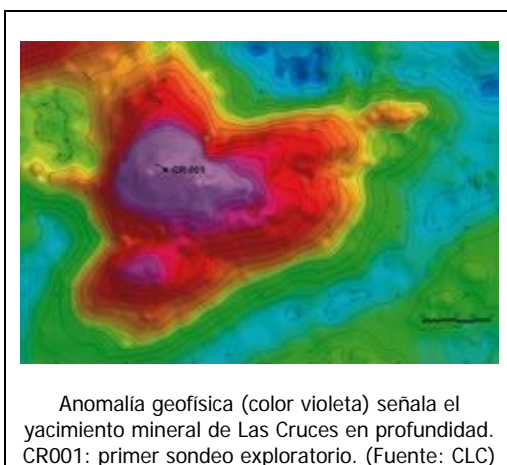 CR-001
Anomalía geofísica (color violeta) señala el
yacimiento mineral de Las Cruces en profundidad.
CR001: primer sondeo exploratorio. (Fuente: CLC)